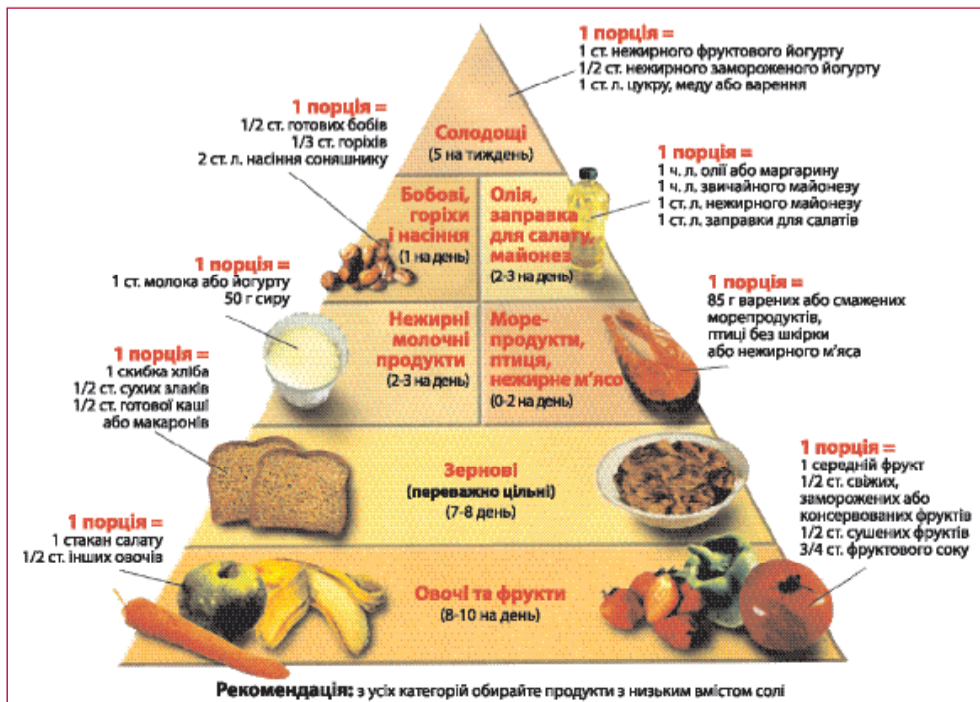 1 порція =
1 ст. нежирного фруктового йогурту
1/2 ст. нежирного замороженого йогурту
1 ст. л. цукру, меду або варення
1 порція =
1/2 ст. готових бобів
1/3 ст. горіхів
2 ст. л. насіння соняшнику
Солодощі
(5 на тиждень)
1 порція =
1 ч. л. олії або маргарину
1 ч. л. звичайного майонезу
1 ст. л. нежирного майонезу
1 ст. л. заправки для салатів
Бобові,
горіхи
і насіння
(1 на день)
Олія,
заправка
для салату,
майонез
(2-3 на день)
1 порція =
1 ст. молока або йогурту
50 г сиру
1 порція =
85 г варених або смажених
морепродуктів,
птиці без шкірки
або нежирного м’яса
Нежирні
молочні
продукти
(2-3 на день)
Море-
продукти,
птиця,
нежирне м’ясо
(0-2 на день)
1 порція =
1 скибка хліба
1/2 ст. сухих злаків
1/2 ст. готової каші
або макаронів
Зернові
(переважно цільні)
(7-8 день)
1 порція =
1 середній фрукт
1/2 ст. свіжих,
заморожених або
консервованих фруктів
1/2 ст. сушених фруктів
3/4 ст. фруктового соку
1 порція =
1 стакан салату
1/2 ст. інших овочів
Овочі та фрукти
(8-10 на день)
Рекомендація: з усіх категорій обирайте продукти з низьким вмістом солі